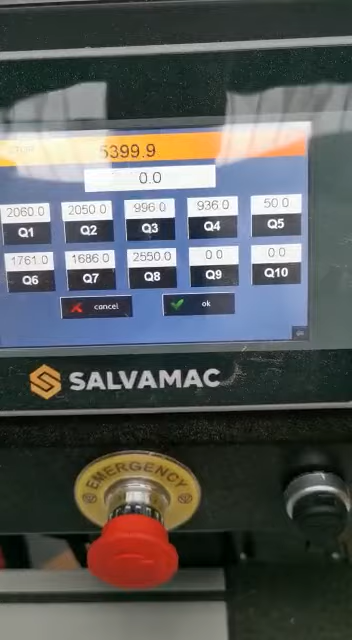 5399.9
0.0
2060.0 2050.0 996.0 936.0 50.0
Q1 Q2 Q3 Q4 Q5
1761.0 1686.0 2550.0 0.0 0.0
Q6 Q7 Q8 Q9 Q10
cancel ok
SALVAMAC
EMERGENCY